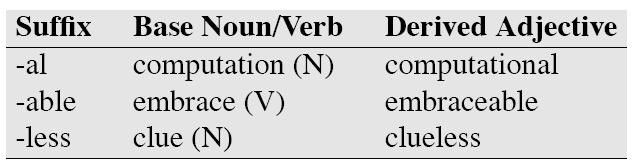 Suffix Base Noun/Verb Derived Adjective
-al computation (N) computational
-able embrace (V) embraceable
-less clue (N) clueless